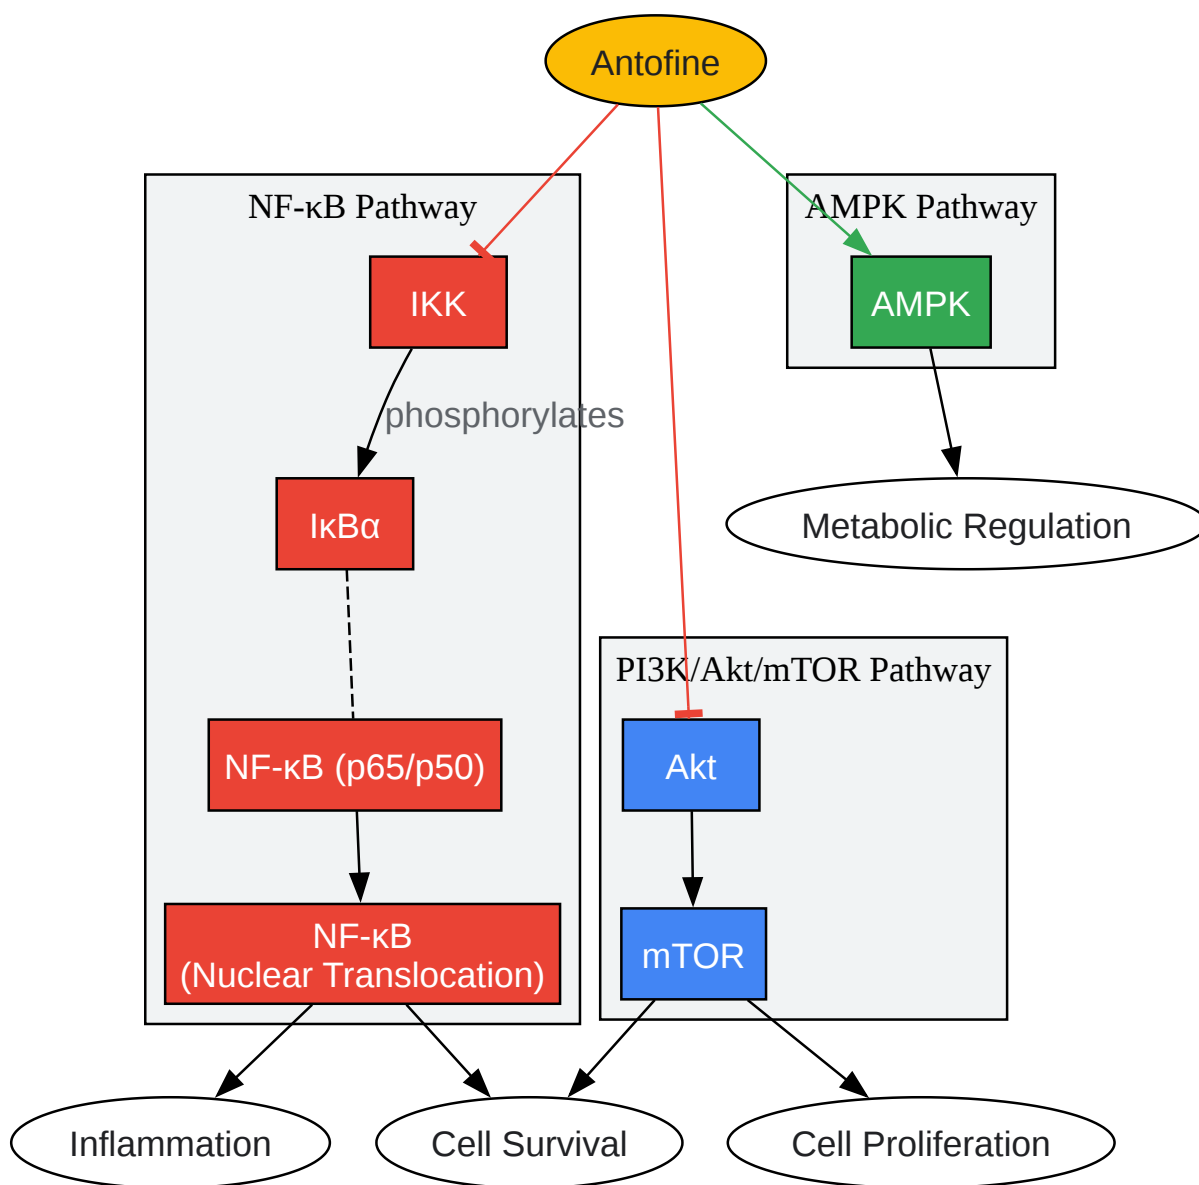 Antofine
NF-κB Pathway
AMPK Pathway
IKK
AMPK
phosphorylates
IκBα
Metabolic Regulation
PI3K/Akt/mTOR Pathway
NF-κB (p65/p50)
Akt
NF-κB
(Nuclear Translocation)
mTOR
Inflammation
Cell Survival
Cell Proliferation